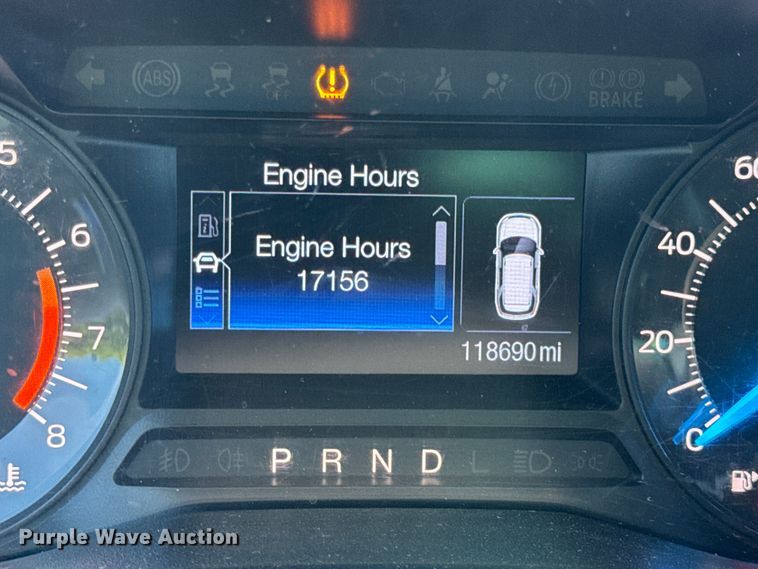 ABS
BRAKE
Engine Hours
Engine Hours
17156
118690 mi
5
6
7
8
60
40
20
0
P R N D L
Purple Wave Auction